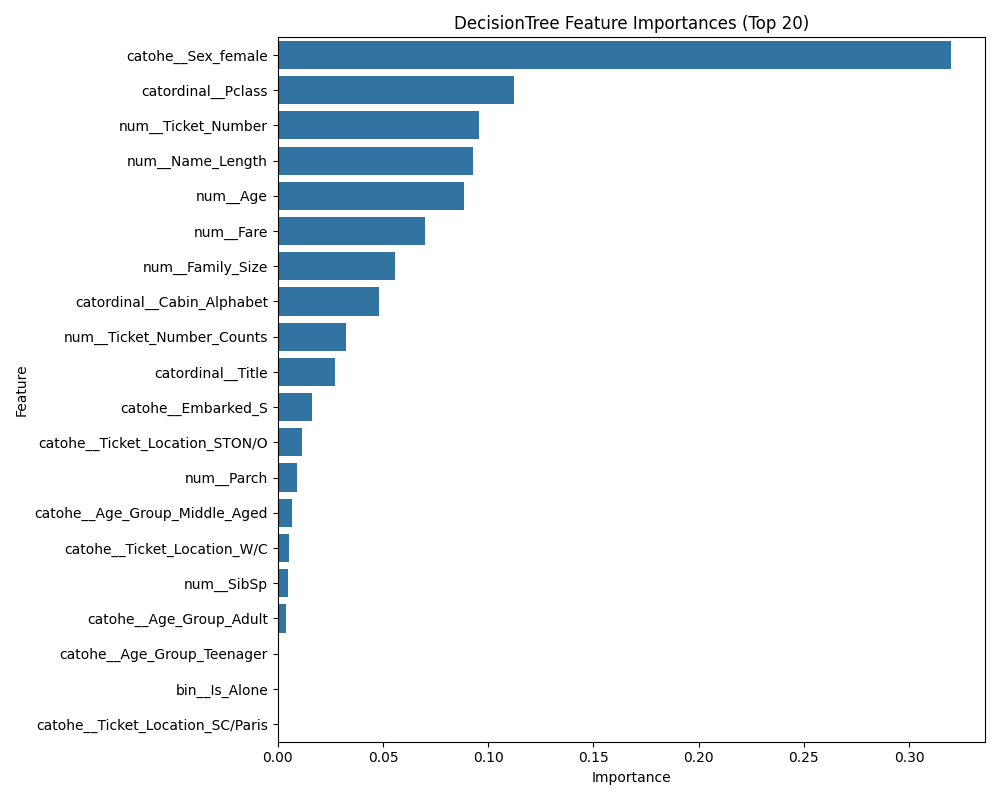 DecisionTree Feature Importances (Top 20)
catohe__Sex_female
catordinal__Pclass
num__Ticket_Number
num__Name_Length
num__Age
num__Fare
num__Family_Size
catordinal__Cabin_Alphabet
num__Ticket_Number_Counts
catordinal__Title
catohe__Embarked_S
catohe__Ticket_Location_STON/O
num__Parch
catohe__Age_Group_Middle_Aged
catohe__Ticket_Location_W/C
num__SibSp
catohe__Age_Group_Adult
catohe__Age_Group_Teenager
bin__Is_Alone
catohe__Ticket_Location_SC/Paris
Feature
0.00 0.05 0.10 0.15 0.20 0.25 0.30
Importance